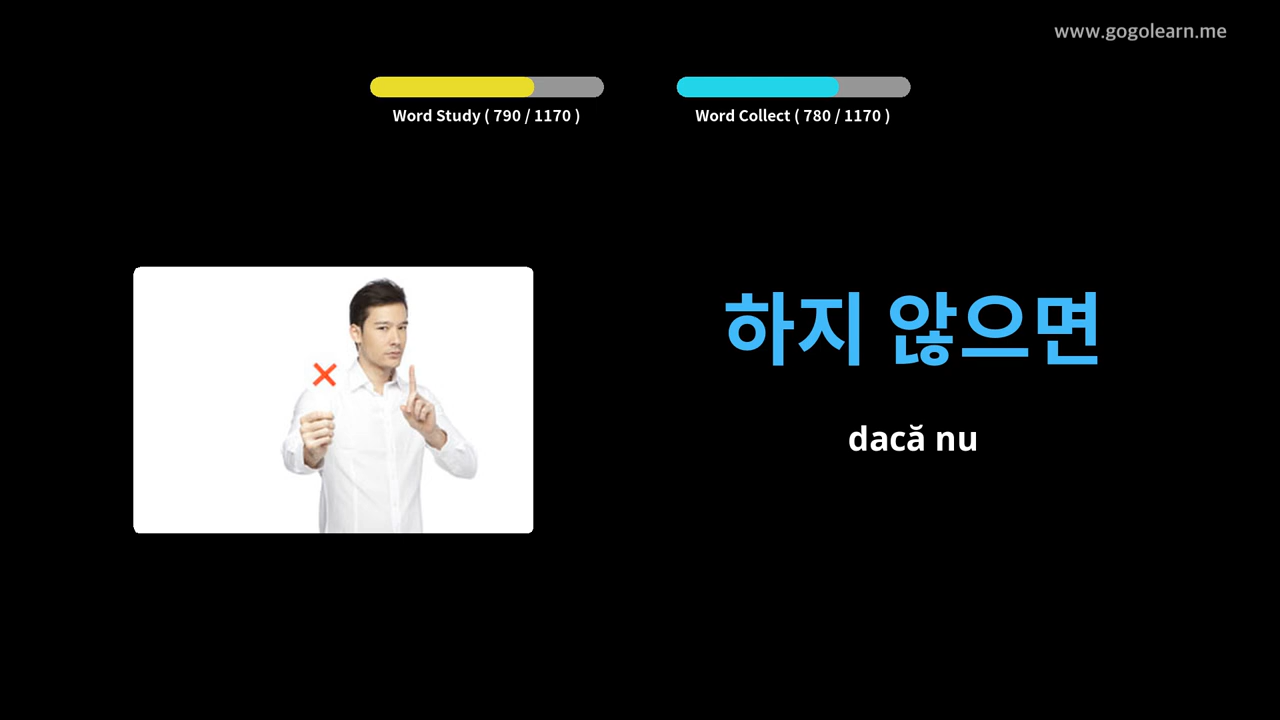 www.gogolearn.me
Word Study ( 790 / 1170 )
Word Collect ( 780 / 1170 )
하지 않으면
dacă nu